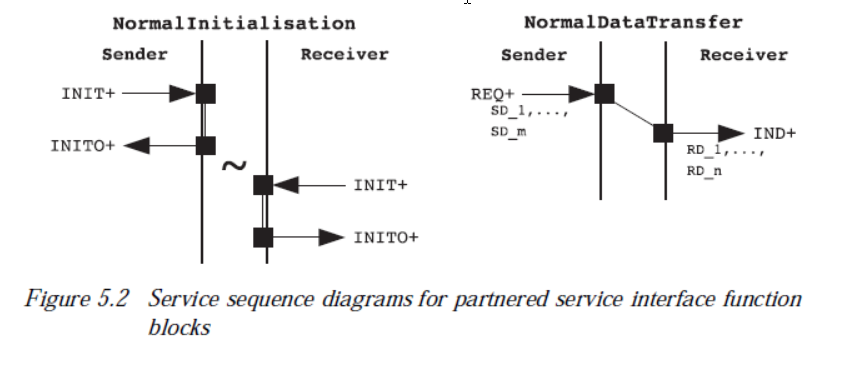 NormalInitialisation
Sender
Receiver
INIT+
INITO+
~
INIT+
INITO+
NormalDataTransfer
Sender
Receiver
REQ+
SD_1,...,
SD_m
IND+
RD_1,...,
RD_n
Figure 5.2 Service sequence diagrams for partnered service interface function
blocks